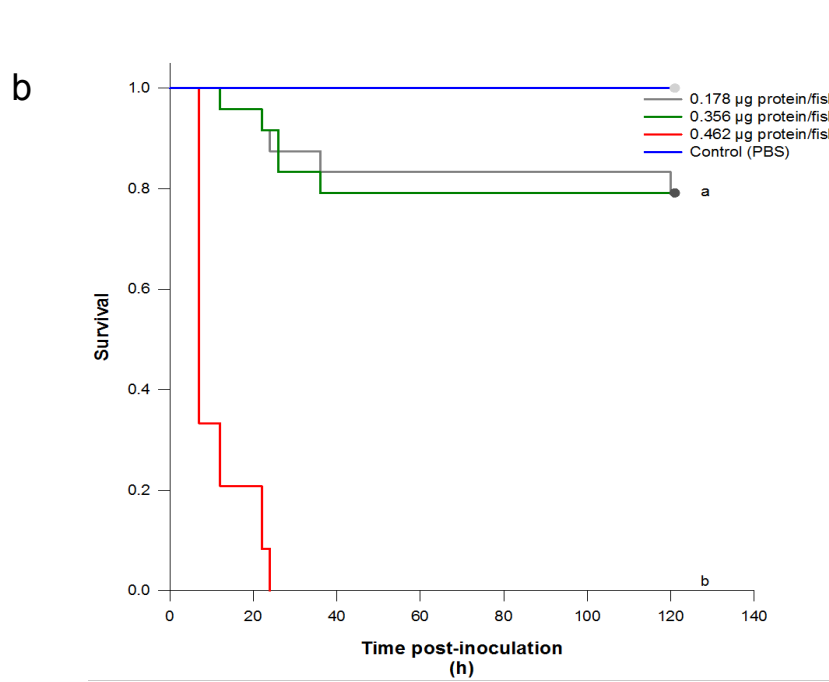 b
1.0
0.8
0.6
0.4
0.2
0.0
Survival
0.178 µg protein/fis
0.356 µg protein/fis
0.462 µg protein/fis
Control (PBS)
a
b
0 20 40 60 80 100 120 140
Time post-inoculation
(h)